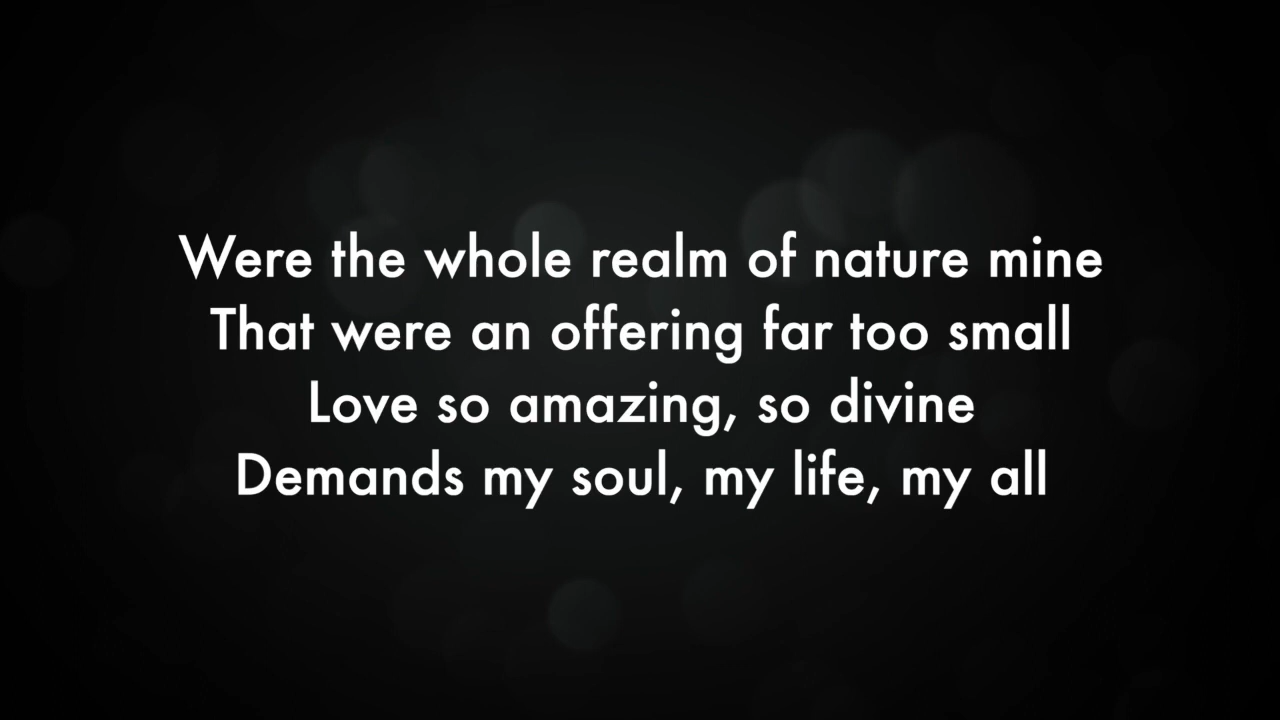 Were the whole realm of nature mine
That were an offering far too small
Love so amazing, so divine
Demands my soul, my life, my all